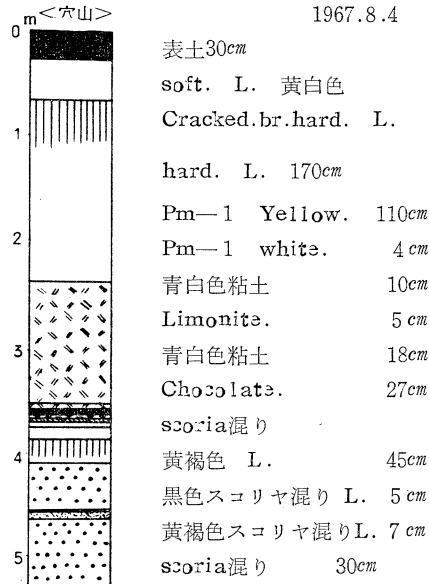 m <穴山> 1967.8.4
0
表土30cm
soft. L. 黄白色
Cracked.br.hard. L.
1
hard. L. 170cm
Pm—1 Yellow. 110cm
2
Pm—1 white. 4cm
青白色粘土 10cm
Limonite. 5cm
3
青白色粘土 18cm
Chocolate. 27cm
scoria混り
4
黄褐色 L. 45cm
黒色スコリヤ混り L. 5cm
黄褐色スコリヤ混りL. 7cm
5
scoria混り 30cm